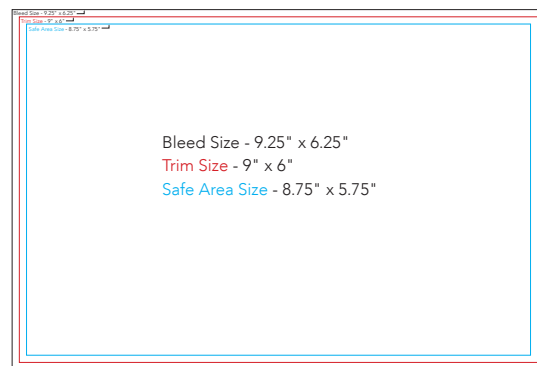 Bleed Size - 9.25" x 6.25"
Trim Size - 9" x 6"
Safe Area Size - 8.75" x 5.75"
Bleed Size - 9.25" x 6.25"
Trim Size - 9" x 6"
Safe Area Size - 8.75" x 5.75"